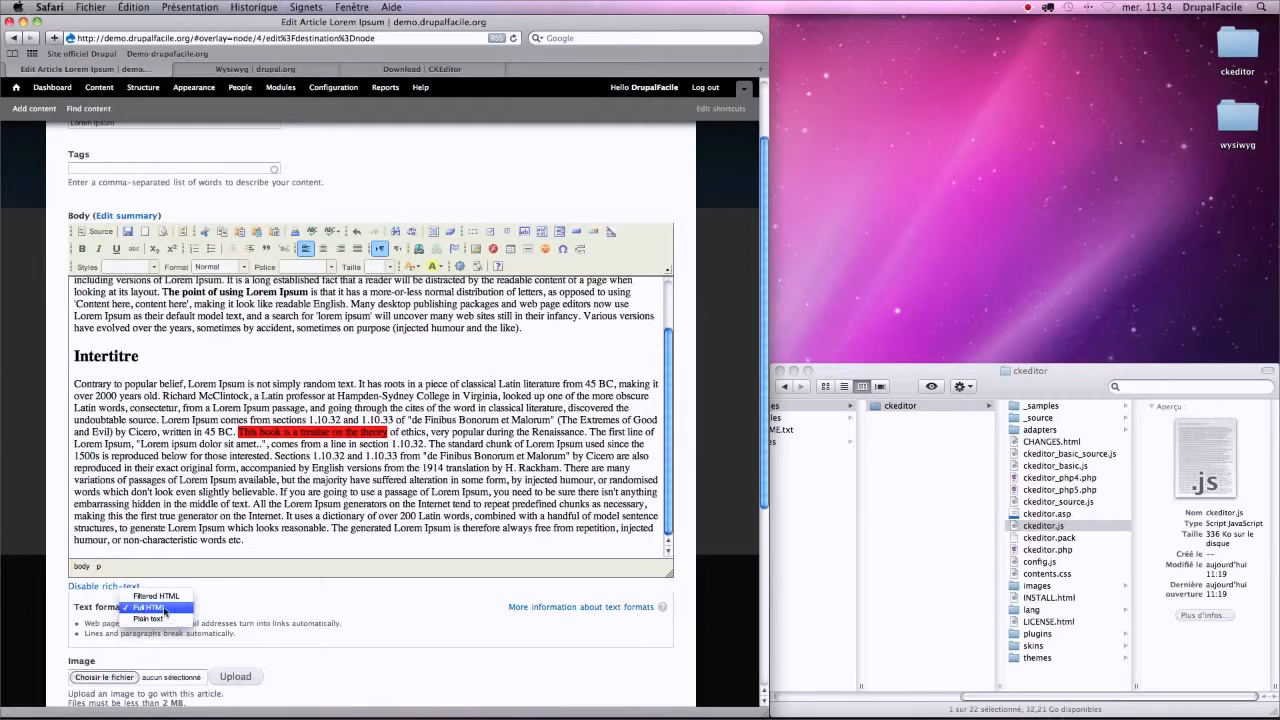 Safari Fichier Édition Présentation Historique Signets Fenêtre Aide mer. 11:34 DrupalFacile
Edit Article Lorem Ipsum | demo.drupalfacile.org
http://demo.drupalfacile.org/#overlay=node/4/edit%3Fdestination%3Dnode RSS Google
Site officiel Drupal Demo drupalfacile.org
Edit Article Lorem Ipsum | demo.... Wysiwyg | drupal.org Download | CKEditor
Dashboard Content Structure Appearance People Modules Configuration Reports Help Hello DrupalFacile Log out
Add content Find content Edit shortcuts
Lorem Ipsum
Tags
Enter a comma-separated list of words to describe your content.
Body (Edit summary)
Source
Styles Format Normal Police Taille
including versions of Lorem Ipsum. It is a long established fact that a reader will be distracted by the readable content of a page when
looking at its layout. The point of using Lorem Ipsum is that it has a more-or-less normal distribution of letters, as opposed to using
'Content here, content here', making it look like readable English. Many desktop publishing packages and web page editors now use
Lorem Ipsum as their default model text, and a search for 'lorem ipsum' will uncover many web sites still in their infancy. Various versions
have evolved over the years, sometimes by accident, sometimes on purpose (injected humour and the like).
Intertitre
Contrary to popular belief, Lorem Ipsum is not simply random text. It has roots in a piece of classical Latin literature from 45 BC, making it
over 2000 years old. Richard McClintock, a Latin professor at Hampden-Sydney College in Virginia, looked up one of the more obscure
Latin words, consectetur, from a Lorem Ipsum passage, and going through the cites of the word in classical literature, discovered the
undoubtable source. Lorem Ipsum comes from sections 1.10.32 and 1.10.33 of "de Finibus Bonorum et Malorum" (The Extremes of Good
and Evil) by Cicero, written in 45 BC. This book is a treatise on the theory of ethics, very popular during the Renaissance. The first line of
Lorem Ipsum, "Lorem ipsum dolor sit amet..", comes from a line in section 1.10.32. The standard chunk of Lorem Ipsum used since the
1500s is reproduced below for those interested. Sections 1.10.32 and 1.10.33 from "de Finibus Bonorum et Malorum" by Cicero are also
reproduced in their exact original form, accompanied by English versions from the 1914 translation by H. Rackham. There are many
variations of passages of Lorem Ipsum available, but the majority have suffered alteration in some form, by injected humour, or randomised
words which don't look even slightly believable. If you are going to use a passage of Lorem Ipsum, you need to be sure there isn't anything
embarrassing hidden in the middle of text. All the Lorem Ipsum generators on the Internet tend to repeat predefined chunks as necessary,
making this the first true generator on the Internet. It uses a dictionary of over 200 Latin words, combined with a handful of model sentence
structures, to generate Lorem Ipsum which looks reasonable. The generated Lorem Ipsum is therefore always free from repetition, injected
humour, or non-characteristic words etc.
body p
Disable rich-text
Filtered HTML
Text forma Full HTML More information about text formats
Plain text
Web page ail addresses turn into links automatically.
Lines and paragraphs break automatically.
Image
Choisir le fichier aucun sélectionné Upload
Upload an image to go with this article.
Files must be less than 2 MB.
ckeditor
wysiwyg
ckeditor
ckeditor
_samples
_source
adapters
CHANGES.html
ckeditor_basic_source.js
ckeditor_basic.js
ckeditor_php4.php
ckeditor_php5.php
ckeditor_source.js
ckeditor.asp
ckeditor.js
ckeditor.pack
ckeditor.php
config.js
contents.css
images
INSTALL.html
lang
LICENSE.html
plugins
skins
themes
Aperçu :
.js
Nom ckeditor.js
Type Script JavaScript
Taille 336 Ko sur le
disque
Créé le --
Modifié le aujourd'hui
11:19
Dernière aujourd'hui
ouverture 11:19
Plus d'infos...
1 sur 22 sélectionné, 32,21 Go disponibles